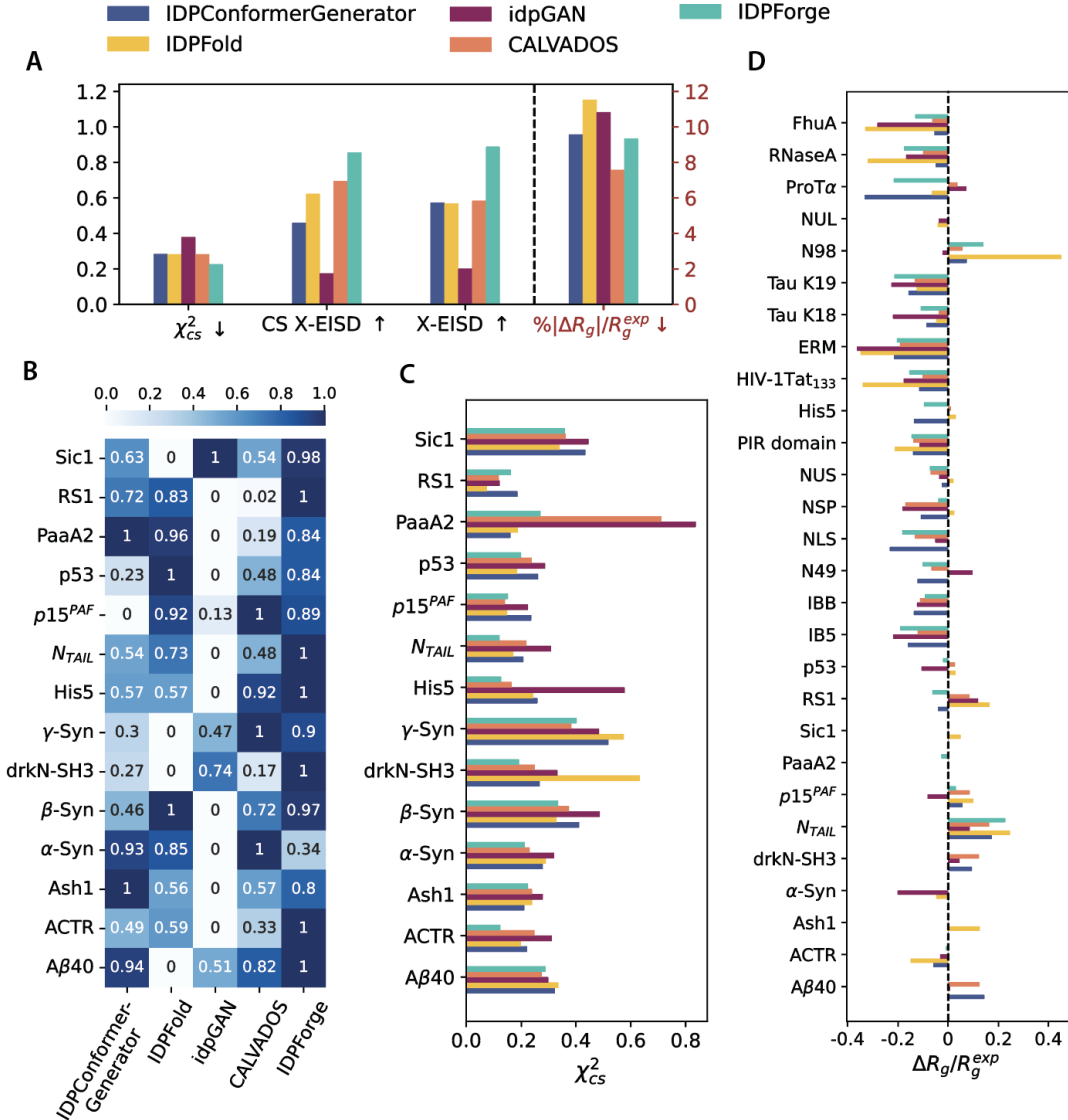 IDPConformerGenerator idpGAN IDPForge
IDPFold CALVADOS
A
1.2
1.0
0.8
0.6
0.4
0.2
0.0
12
10
8
6
4
2
0
χ²cs ↓ CS X-EISD ↑ X-EISD ↑ %|ΔRg|/Rg^exp ↓
B
0.0 0.2 0.4 0.6 0.8 1.0
Sic1 0.63 0 1 0.54 0.98
RS1 0.72 0.83 0 0.02 1
PaaA2 1 0.96 0 0.19 0.84
p53 0.23 1 0 0.48 0.84
p15^PAF 0 0.92 0.13 1 0.89
N_TAIL 0.54 0.73 0 0.48 1
His5 0.57 0.57 0 0.92 1
γ-Syn 0.3 0 0.47 1 0.9
drkN-SH3 0.27 0 0.74 0.17 1
β-Syn 0.46 1 0 0.72 0.97
α-Syn 0.93 0.85 0 1 0.34
Ash1 1 0.56 0 0.57 0.8
ACTR 0.49 0.59 0 0.33 1
Aβ40 0.94 0 0.51 0.82 1
IDPConformer-
Generator
IDPFold
idpGAN
CALVADOS
IDPForge
C
Sic1
RS1
PaaA2
p53
p15^PAF
N_TAIL
His5
γ-Syn
drkN-SH3
β-Syn
α-Syn
Ash1
ACTR
Aβ40
0.0 0.2 0.4 0.6 0.8
χ²cs
D
FhuA
RNaseA
ProTα
NUL
N98
Tau K19
Tau K18
ERM
HIV-1Tat₁₃₃
His5
PIR domain
NUS
NSP
NLS
N49
IBB
IB5
p53
RS1
Sic1
PaaA2
p15^PAF
N_TAIL
drkN-SH3
α-Syn
Ash1
ACTR
Aβ40
-0.4 -0.2 0 0.2 0.4
ΔRg/Rg^exp